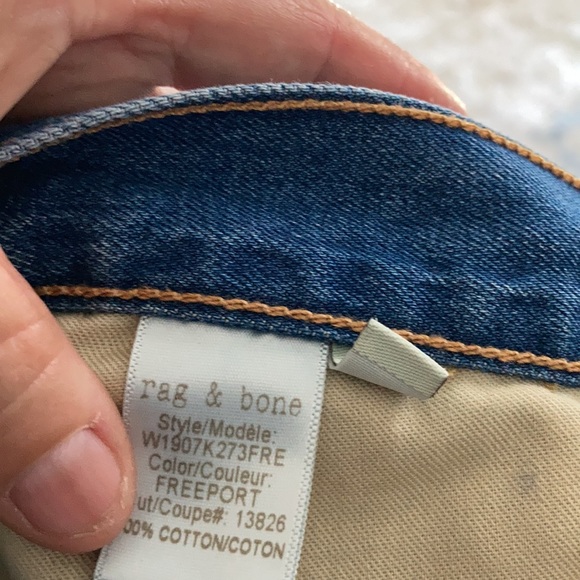 rag & bone
Style/Modèle:
W1907K273FRE
Color/Couleur:
FREEPORT
ut/Coupe#: 13826
00% COTTON/COTON